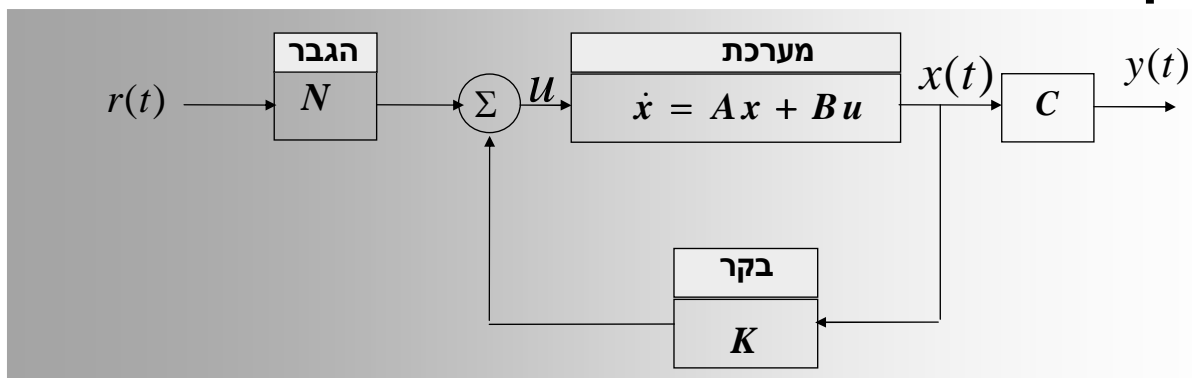 הגבר
מערכת
r(t)
N
Σ
u
ẋ = Ax + Bu
x(t)
C
y(t)
בקר
K